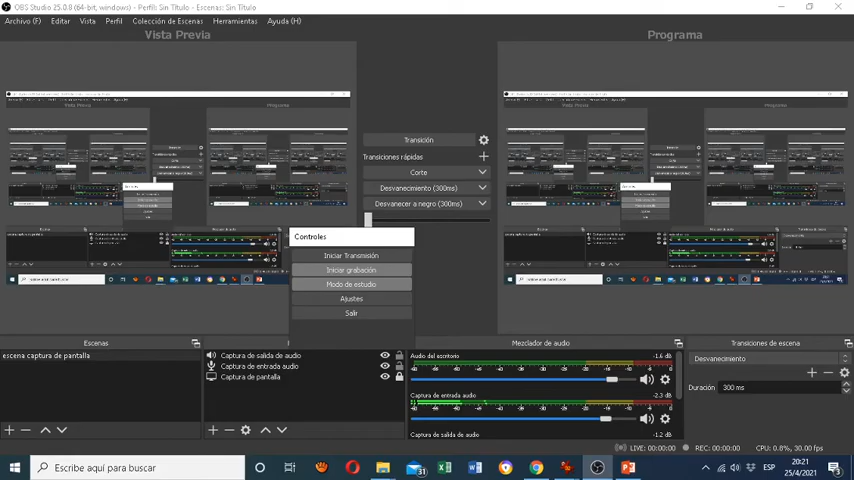 OBS Studio 25.0.8 (64-bit, windows) - Perfil: Sin Título - Escenas: Sin Título
Archivo (F) Editar Vista Perfil Colección de Escenas Herramientas Ayuda (H)
Vista Previa
Programa
Transición
Transiciones rápidas
Corte
Desvanecimiento (300ms)
Desvanecer a negro (300ms)
Controles
Iniciar Transmisión
Iniciar grabación
Modo de estudio
Ajustes
Salir
Escenas
escena captura de pantalla
Captura de salida de audio
Captura de entrada audio
Captura de pantalla
Mezclador de audio
Audio del escritorio -1.6 dB
Captura de entrada audio -2.3 dB
Captura de salida de audio -1.2 dB
Transiciones de escena
Desvanecimiento
Duración 300 ms
LIVE: 00:00:00 REC: 00:00:00 CPU: 0.8%, 30.00 fps
Escribe aquí para buscar
31
ESP
20:21
25/4/2021
3